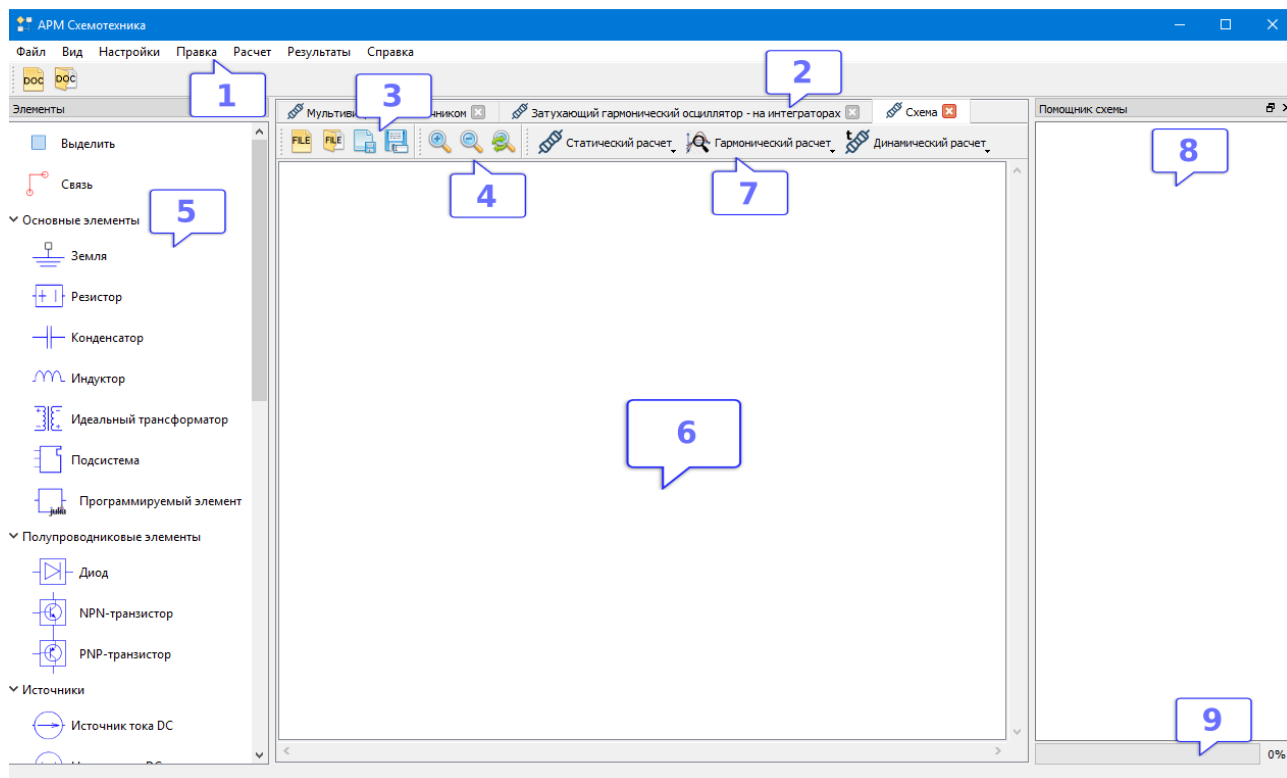 АРМ Схемотехника
Файл Вид Настройки Правка Расчет Результаты Справка
DOC DOC
1
2
3
Элементы
Затухающий гармонический осциллятор - на интеграторах
Схема
Помощник схемы
FILE FILE
Статический расчет
Гармонический расчет
Динамический расчет
4
7
8
Выделить
Связь
5
Основные элементы
Земля
Резистор
Конденсатор
Индуктор
Идеальный трансформатор
Подсистема
julia
Программируемый элемент
6
Полупроводниковые элементы
Диод
NPN-транзистор
PNP-транзистор
Источники
Источник тока DC
9
0%